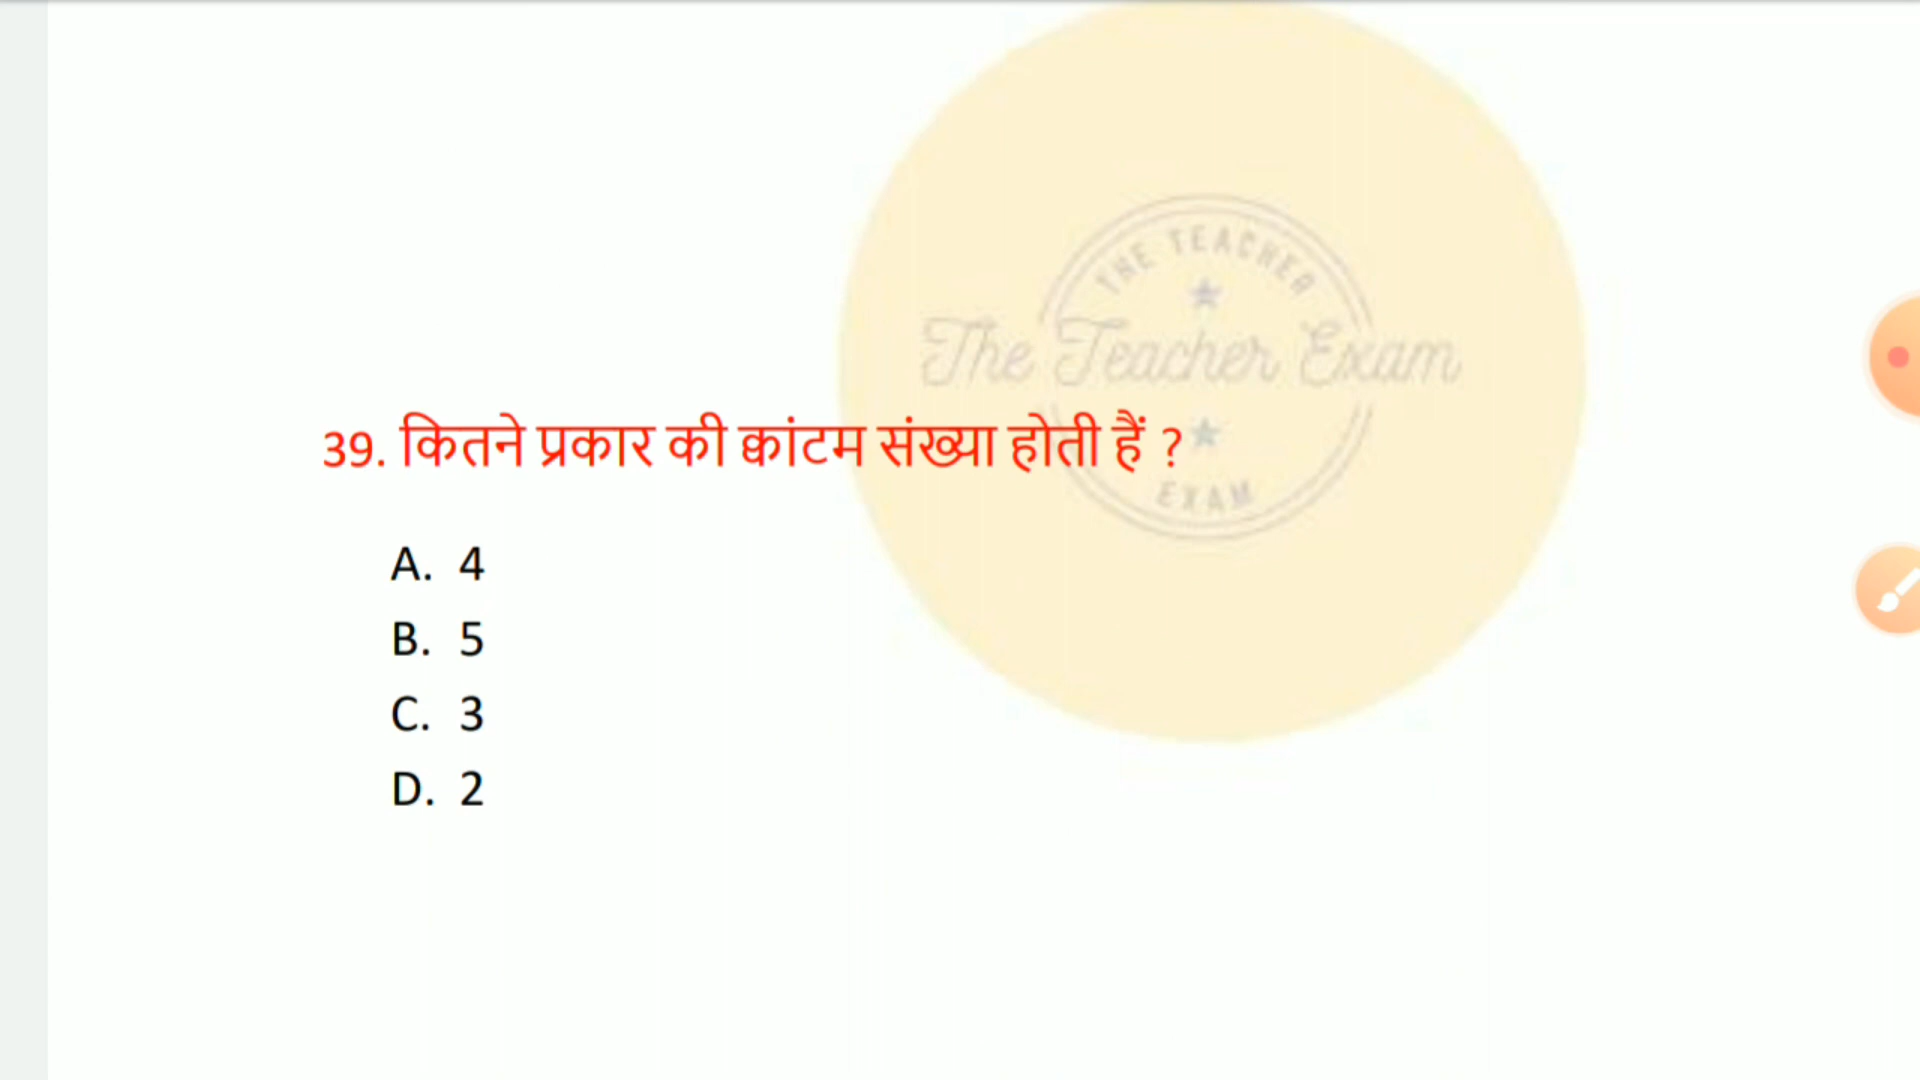 THE TEACHER
The Teacher Exam
39. कितने प्रकार की क्वांटम संख्या होती हैं ?
EXAM
A. 4
B. 5
C. 3
D. 2